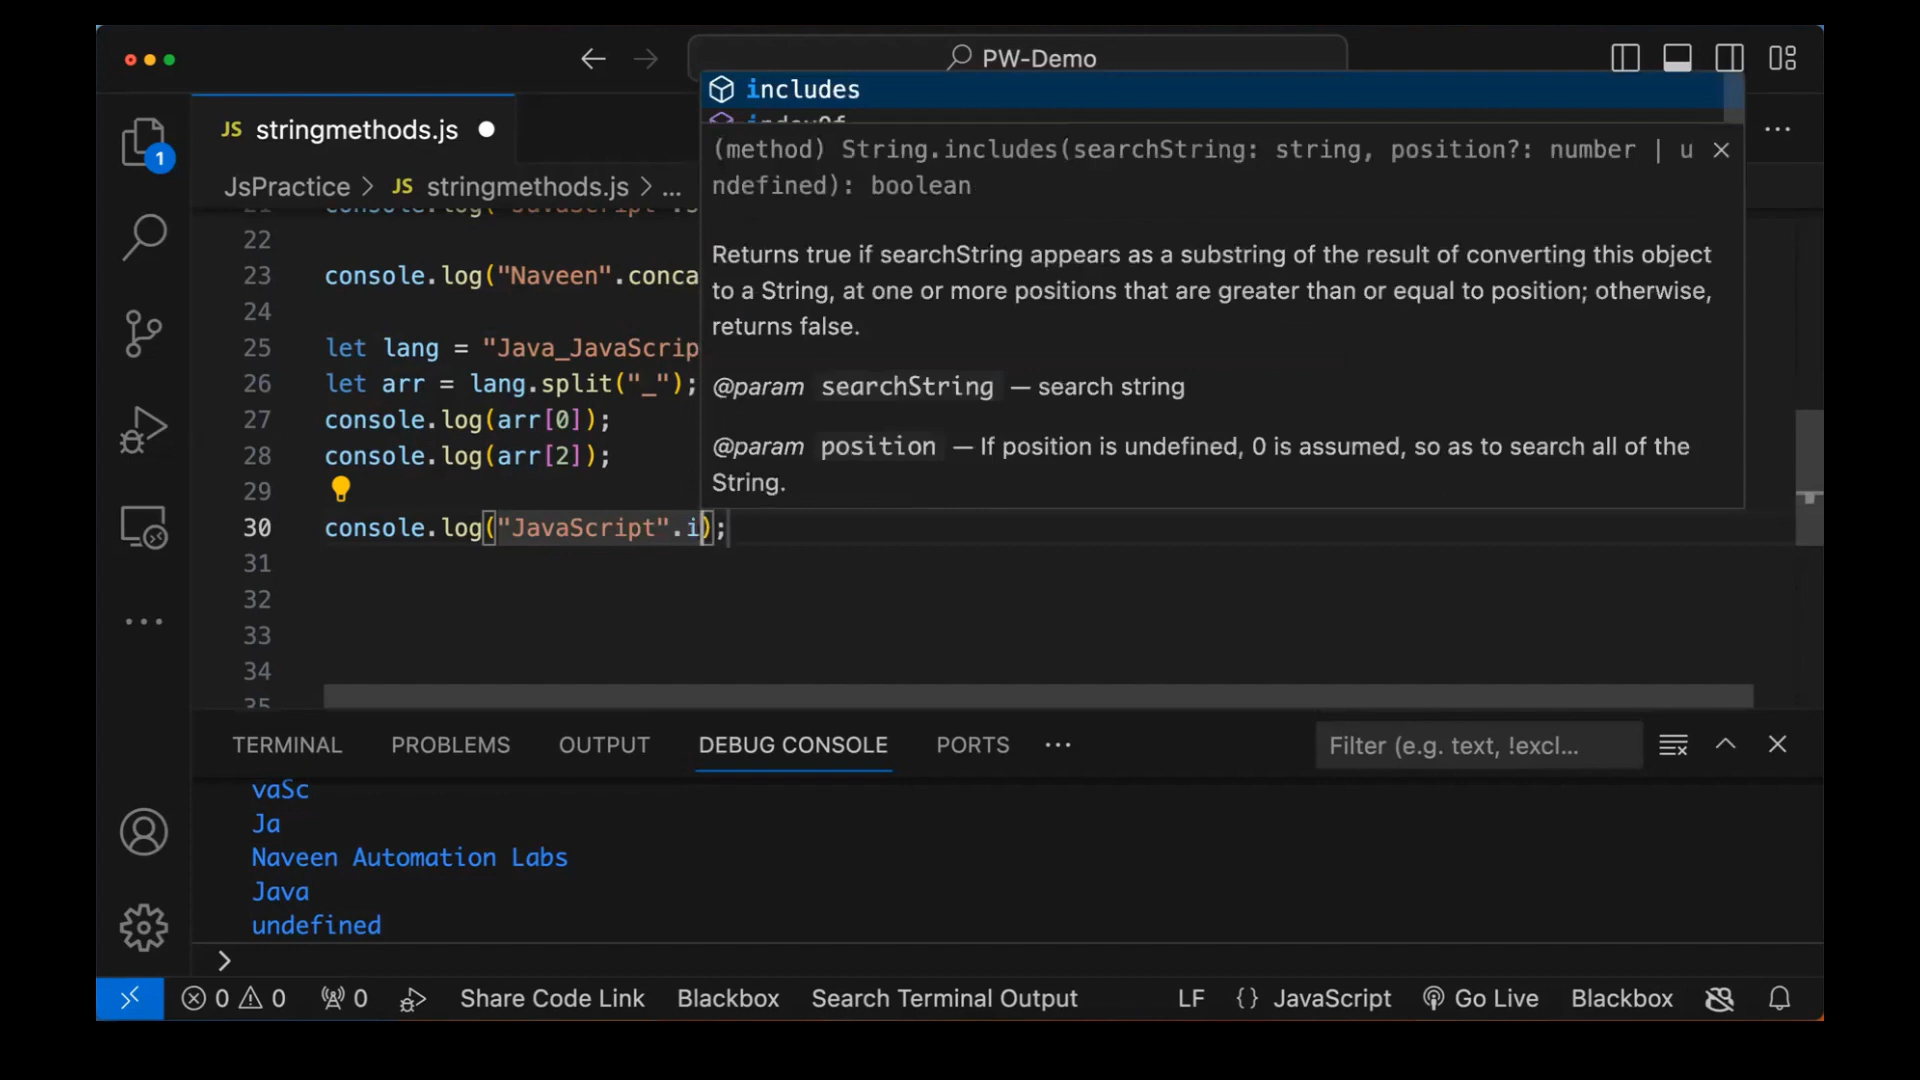 PW-Demo
JS stringmethods.js
includes
indexOf
(method) String.includes(searchString: string, position?: number | u
ndefined): boolean
1
JsPractice > JS stringmethods.js > ...
Returns true if searchString appears as a substring of the result of converting this object
to a String, at one or more positions that are greater than or equal to position; otherwise,
returns false.
@param searchString — search string
@param position — If position is undefined, 0 is assumed, so as to search all of the
String.
21 console.log("JavaScript".s
22
23 console.log("Naveen".conca
24
25 let lang = "Java_JavaScrip
26 let arr = lang.split("_");
27 console.log(arr[0]);
28 console.log(arr[2]);
29
30 console.log("JavaScript".i);
31
32
33
34
35
TERMINAL PROBLEMS OUTPUT DEBUG CONSOLE PORTS ... Filter (e.g. text, !excl...
vaSc
Ja
Naveen Automation Labs
Java
undefined
>
0 0 0 Share Code Link Blackbox Search Terminal Output LF {} JavaScript Go Live Blackbox